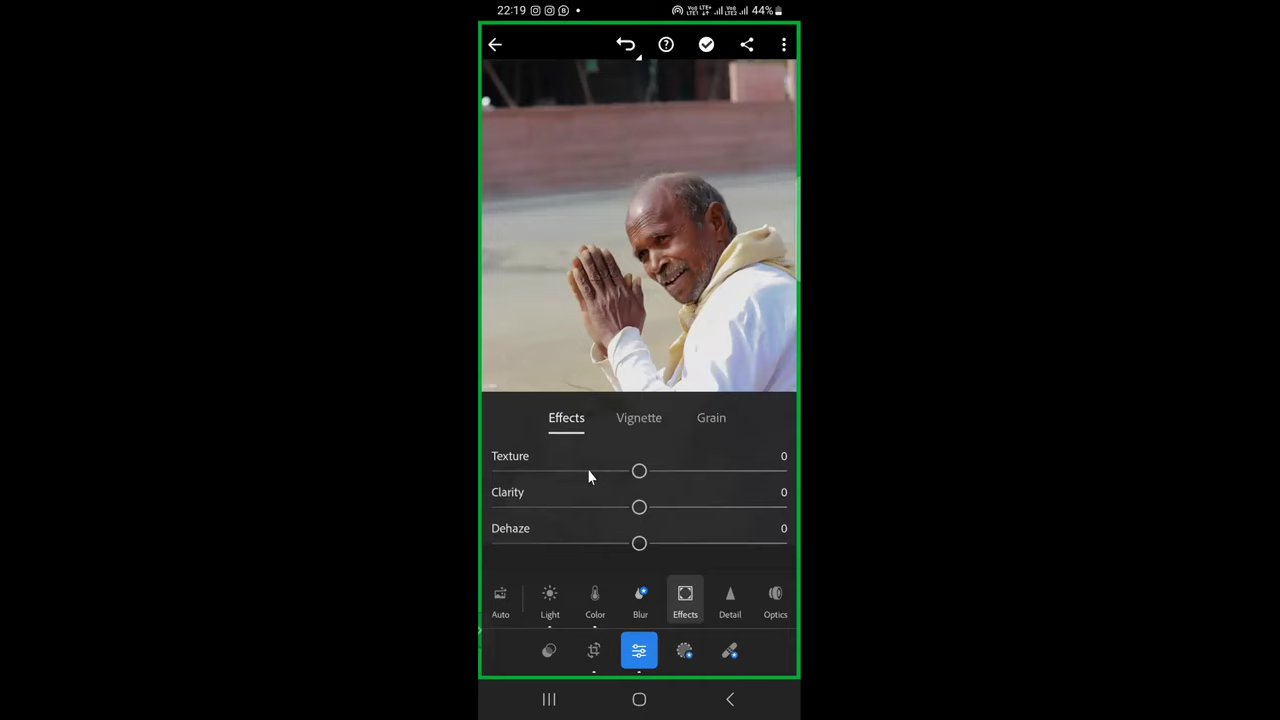 22:19 44%
Effects Vignette Grain
Texture 0
Clarity 0
Dehaze 0
Auto Light Color Blur Effects Detail Optics